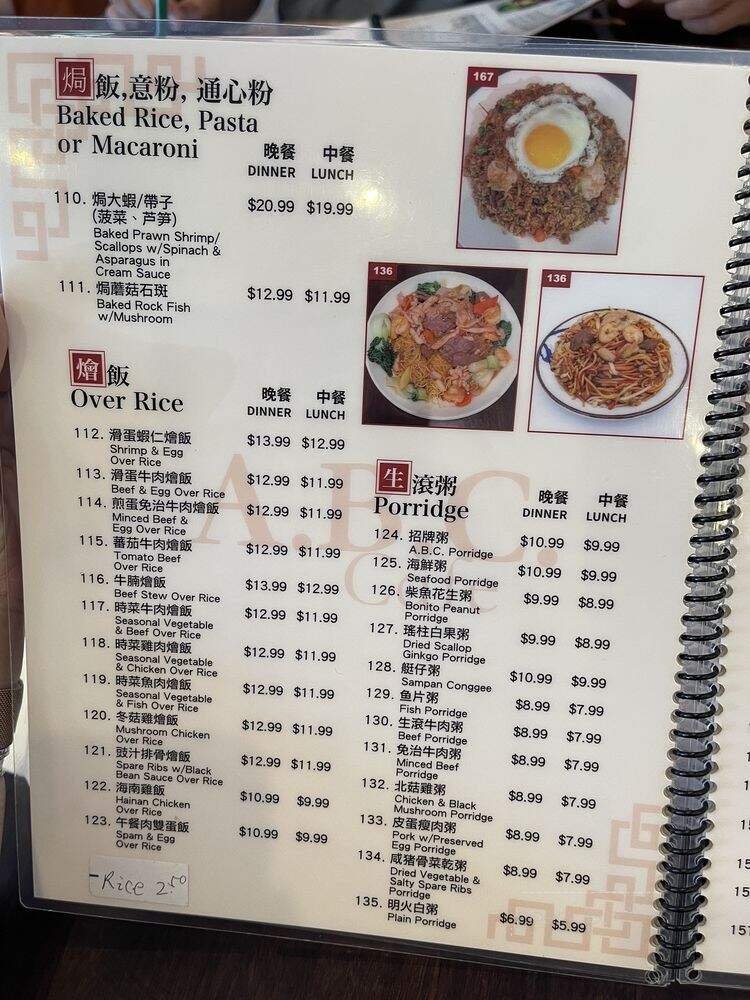 焗飯,意粉, 通心粉
Baked Rice, Pasta
or Macaroni
晚餐 中餐
DINNER LUNCH
110. 焗大蝦/帶子 $20.99 $19.99
(菠菜、芦笋)
Baked Prawn Shrimp/
Scallops w/Spinach &
Asparagus in
Cream Sauce
111. 焗蘑菇石斑 $12.99 $11.99
Baked Rock Fish
w/Mushroom
燴飯
Over Rice
晚餐 中餐
DINNER LUNCH
112. 滑蛋蝦仁燴飯 $13.99 $12.99
Shrimp & Egg
Over Rice
113. 滑蛋牛肉燴飯 $12.99 $11.99
Beef & Egg Over Rice
114. 煎蛋免治牛肉燴飯 $12.99 $11.99
Minced Beef &
Egg Over Rice
115. 蕃茄牛肉燴飯 $12.99 $11.99
Tomato Beef
Over Rice
116. 牛腩燴飯 $13.99 $12.99
Beef Stew Over Rice
117. 時菜牛肉燴飯 $12.99 $11.99
Seasonal Vegetable
& Beef Over Rice
118. 時菜雞肉燴飯 $12.99 $11.99
Seasonal Vegetable
& Chicken Over Rice
119. 時菜魚肉燴飯 $12.99 $11.99
Seasonal Vegetable
& Fish Over Rice
120. 冬菇雞燴飯 $12.99 $11.99
Mushroom Chicken
Over Rice
121. 豉汁排骨燴飯 $12.99 $11.99
Spare Ribs w/Black
Bean Sauce Over Rice
122. 海南雞飯 $10.99 $9.99
Hainan Chicken
Over Rice
123. 午餐肉雙蛋飯 $10.99 $9.99
Spam & Egg
Over Rice
-Rice 2.50
167
136
136
A.B.C.
Cafe
生滾粥
Porridge
晚餐 中餐
DINNER LUNCH
124. 招牌粥 $10.99 $9.99
A.B.C. Porridge
125. 海鮮粥 $10.99 $9.99
Seafood Porridge
126. 柴魚花生粥 $9.99 $8.99
Bonito Peanut
Porridge
127. 瑤柱白果粥 $9.99 $8.99
Dried Scallop
Ginkgo Porridge
128. 艇仔粥 $10.99 $9.99
Sampan Conggee
129. 魚片粥 $8.99 $7.99
Fish Porridge
130. 生滾牛肉粥 $8.99 $7.99
Beef Porridge
131. 免治牛肉粥 $8.99 $7.99
Minced Beef
Porridge
132. 北菇雞粥 $8.99 $7.99
Chicken & Black
Mushroom Porridge
133. 皮蛋瘦肉粥 $8.99 $7.99
Pork w/Preserved
Egg Porridge
134. 咸猪骨菜乾粥 $8.99 $7.99
Dried Vegetable &
Salty Spare Ribs
Porridge
135. 明火白粥 $6.99 $5.99
Plain Porridge